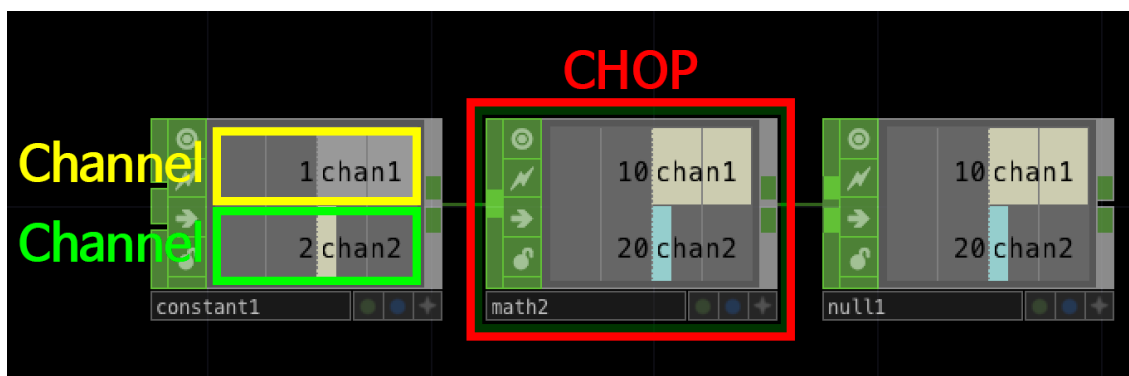 CHOP
Channel 1 chan1 10 chan1 10 chan1
Channel 2 chan2 20 chan2 20 chan2
constant1 math2 null1